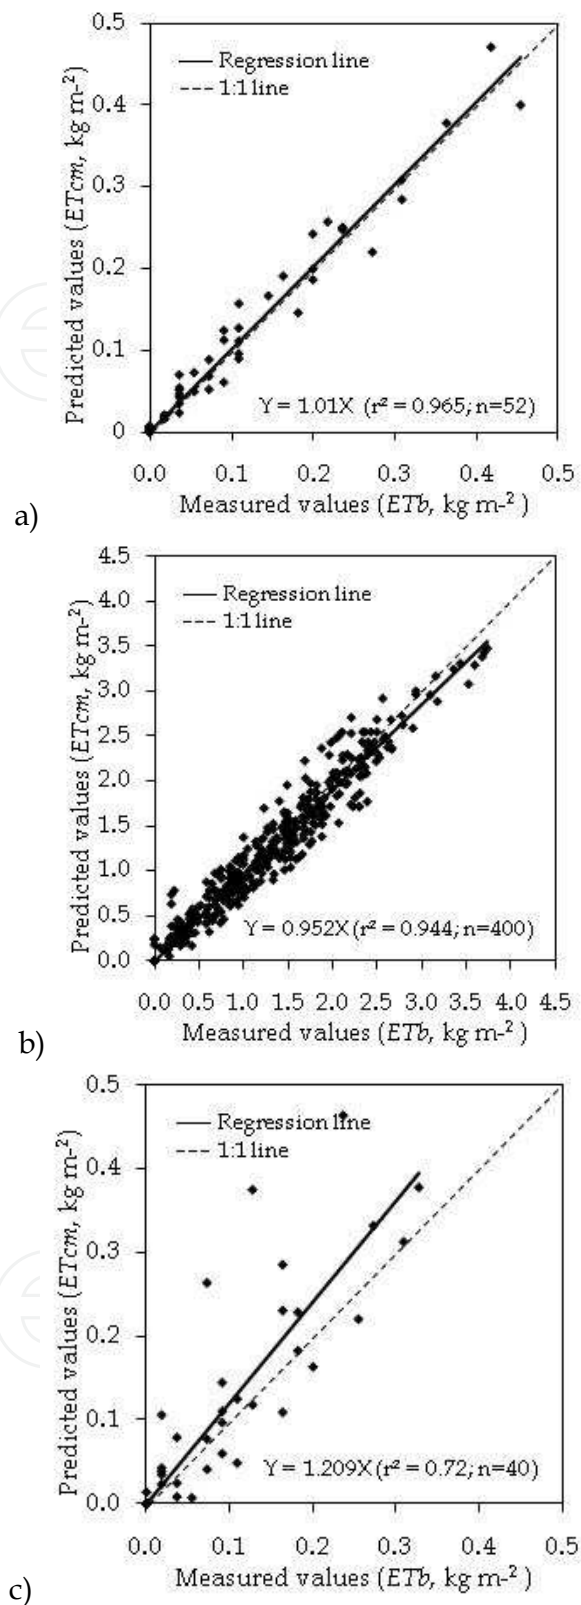 0.5
0.4
0.3
0.2
0.1
0
Predicted values (ETcm, kg m-²)
Regression line
1:1 line
Y = 1.01X (r² = 0.965; n=52)
0.0 0.1 0.2 0.3 0.4 0.5
Measured values (ETb, kg m-²)
a)
4.5
4.0
3.5
3.0
2.5
2.0
1.5
1.0
0.5
0.0
Predicted values (ETcm, kg m-²)
Regression line
1:1 line
Y = 0.952X (r² = 0.944; n=400)
0.0 0.5 1.0 1.5 2.0 2.5 3.0 3.5 4.0 4.5
Measured values (ETb, kg m-²)
b)
0.5
0.4
0.3
0.2
0.1
0.0
Predicted values (ETcm, kg m-²)
Regression line
1:1 line
Y = 1.209X (r² = 0.72; n=40)
0.0 0.1 0.2 0.3 0.4 0.5
Measured values (ETb, kg m-²)
c)